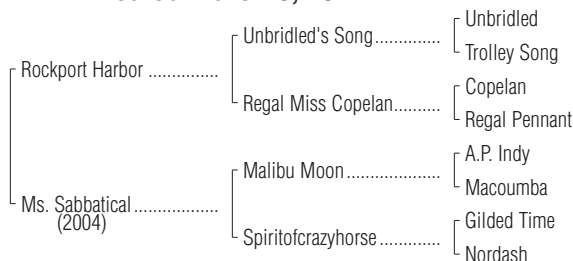 Unbridled
Unbridled's Song..............
Trolley Song
Rockport Harbor ...............
Copelan
Regal Miss Copelan..........
Regal Pennant
A.P. Indy
Malibu Moon ....................
Macoumba
Ms. Sabbatical ..................
(2004)
Gilded Time
Spiritofcrazyhorse .............
Nordash